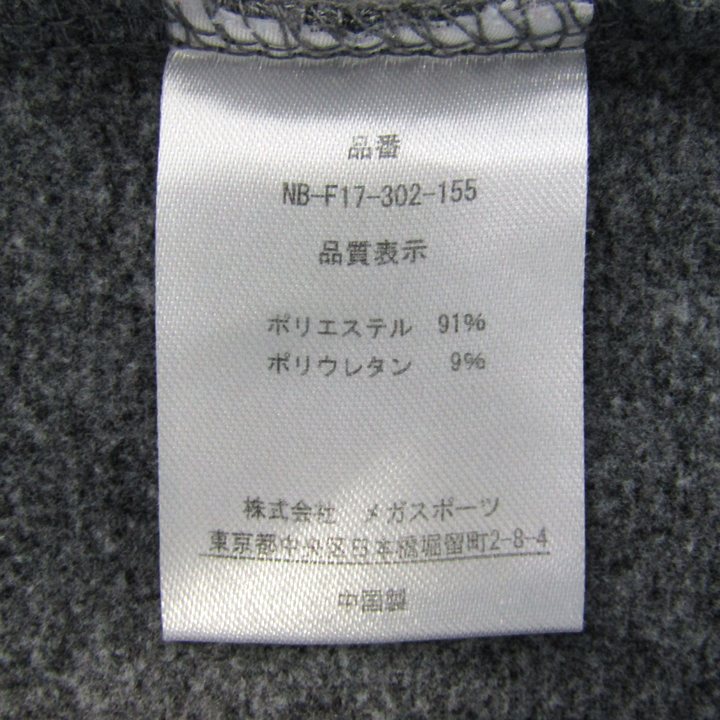 品番
NB-F17-302-155
品質表示
ポリエステル 91%
ポリウレタン 9%
株式会社 メガスポーツ
東京都中央区日本橋堀留町2-8-4
中国製